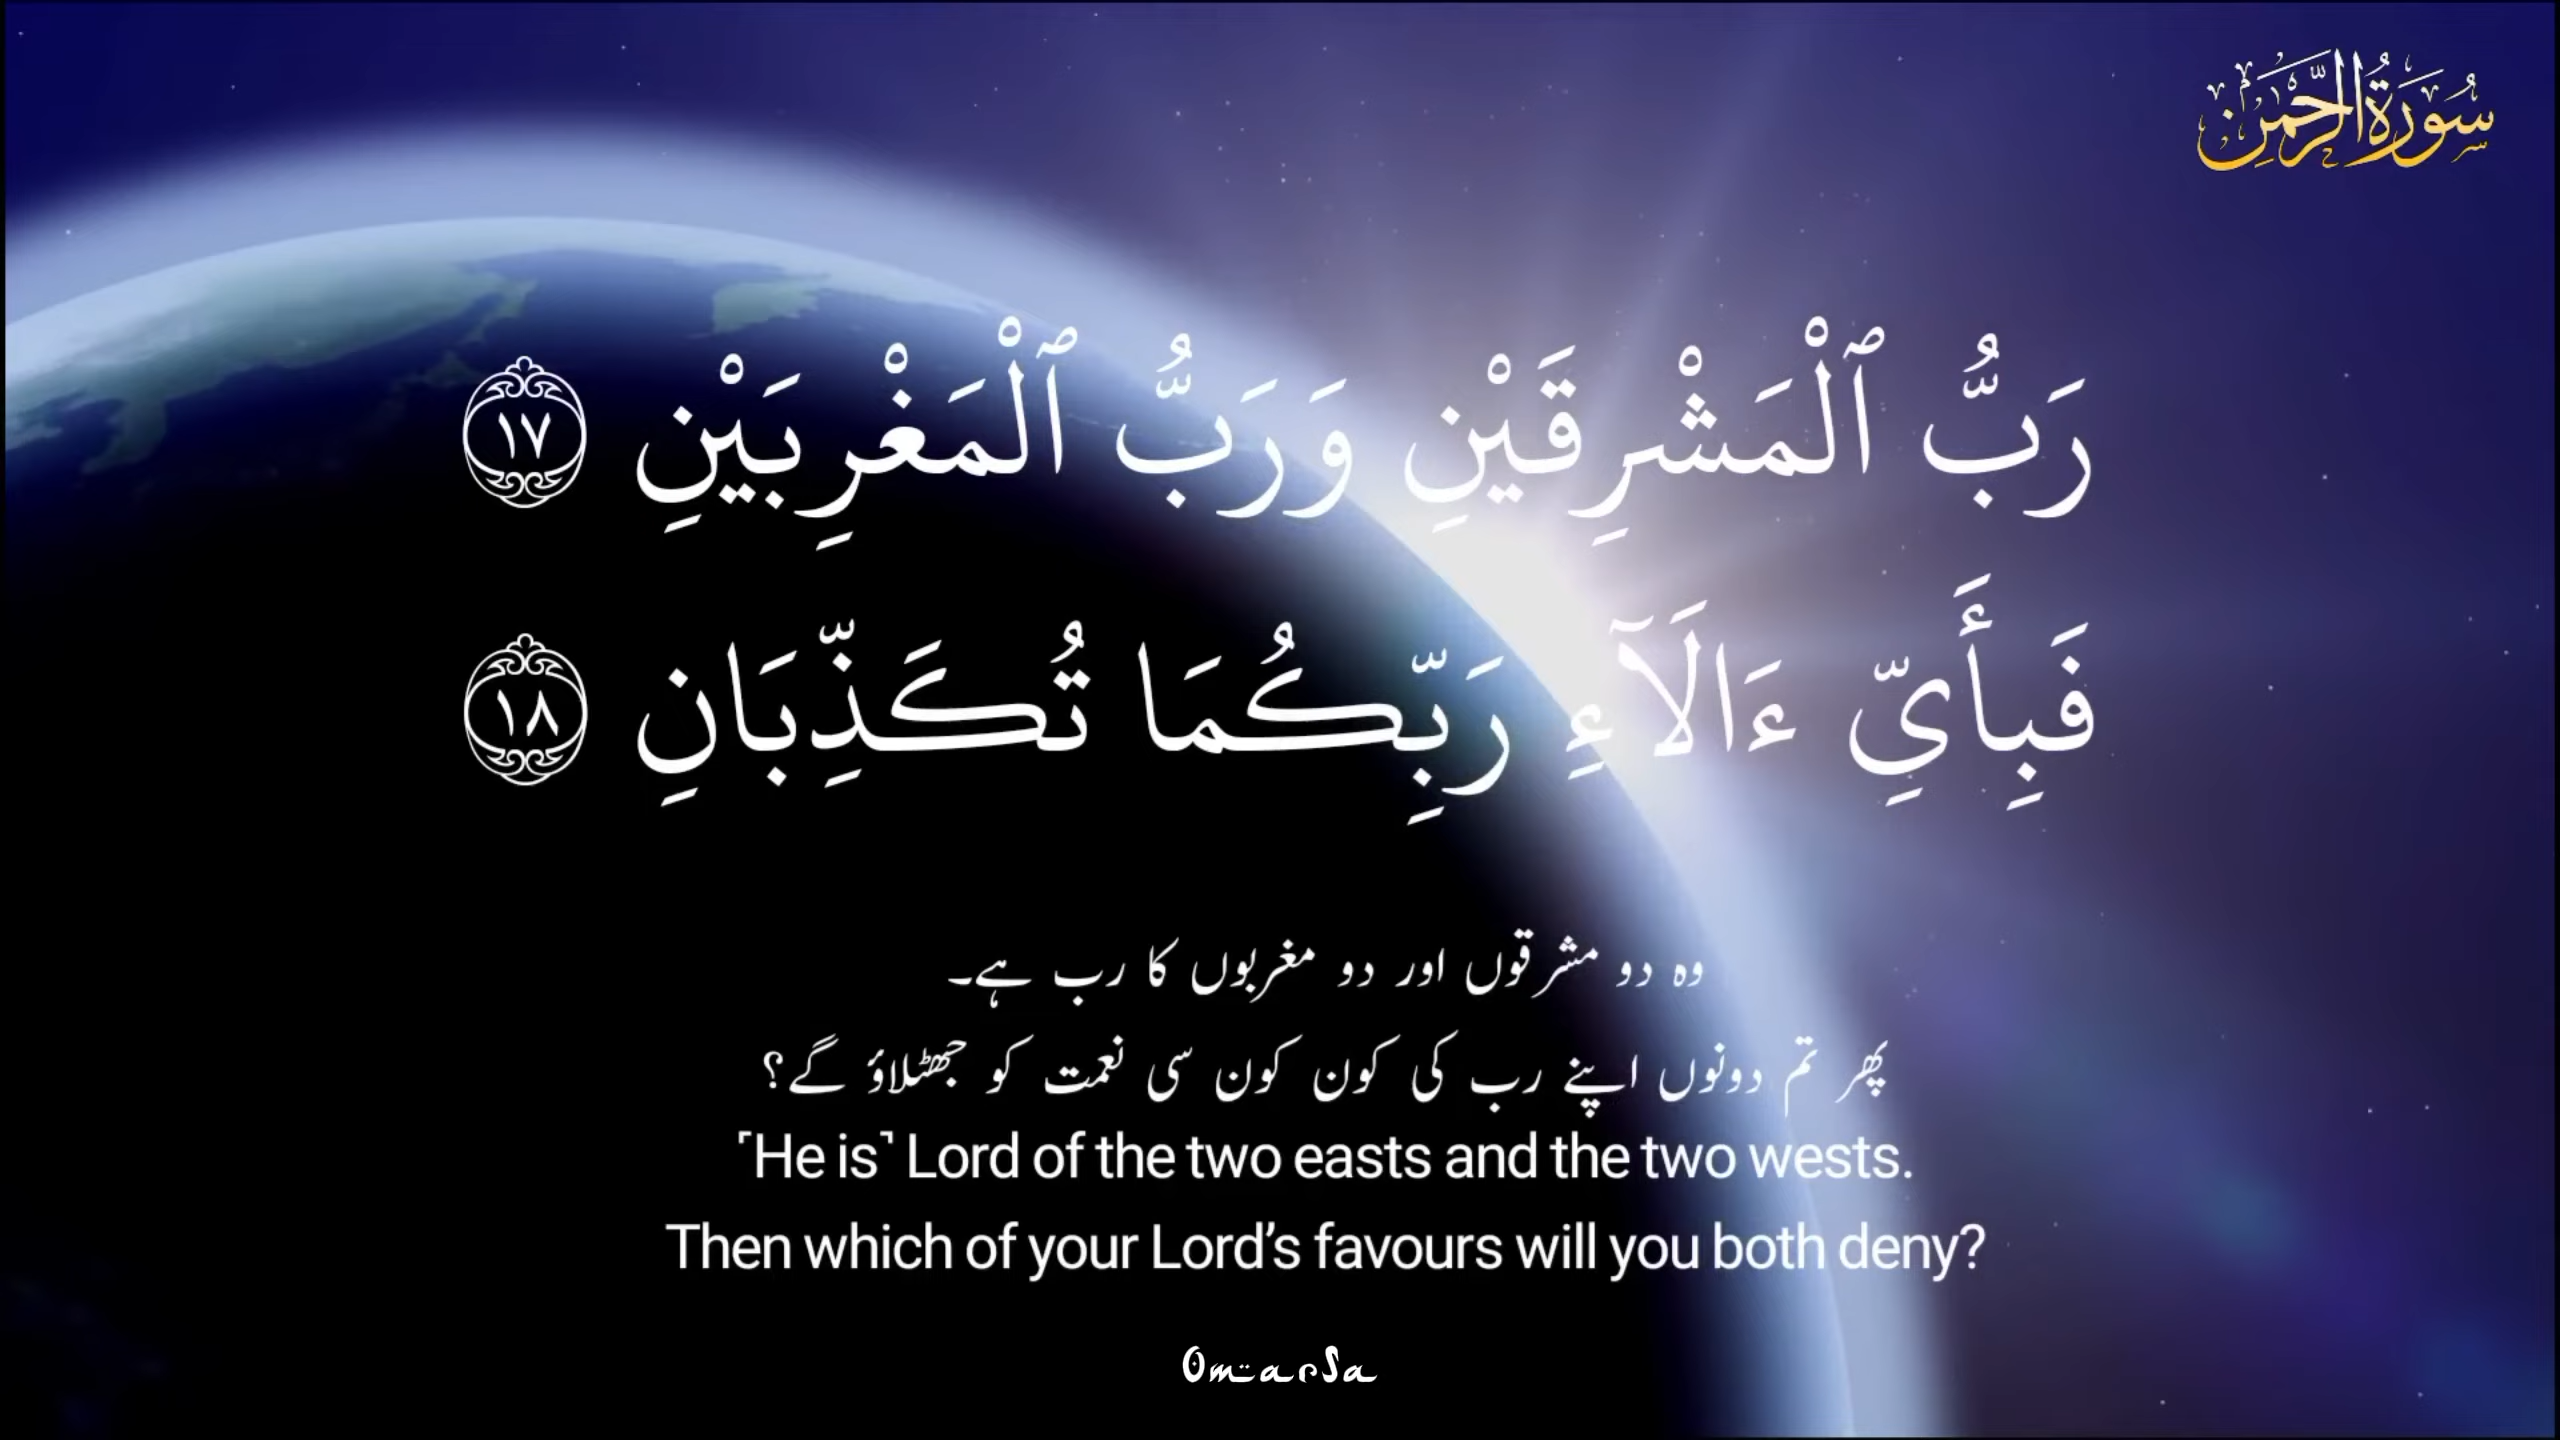 سُورَةُ الرَّحْمَٰن
رَبُّ ٱلْمَشْرِقَيْنِ وَرَبُّ ٱلْمَغْرِبَيْنِ ١٧
فَبِأَيِّ ءَالَآءِ رَبِّكُمَا تُكَذِّبَانِ ١٨
وہ دو مشرقوں اور دو مغربوں کا رب ہے۔
پھر تم دونوں اپنے رب کی کون کون سی نعمت کو جھٹلاؤ گے؟
˹He is˺ Lord of the two easts and the two wests.
Then which of your Lord’s favours will you both deny?
OmarSa